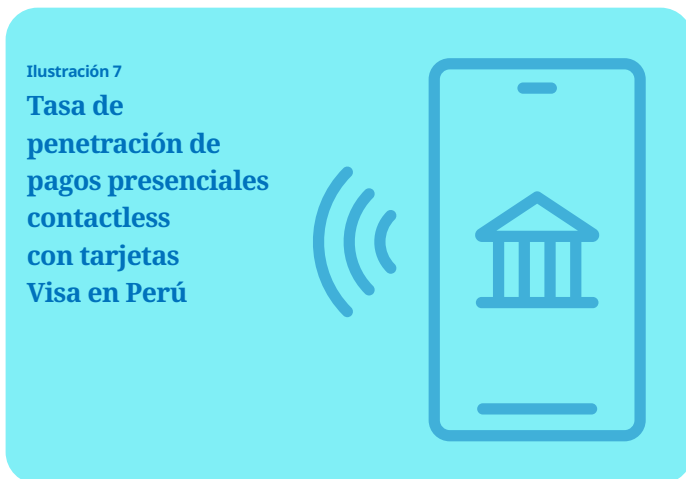 Ilustración 7
Tasa de
penetración de
pagos presenciales
contactless
con tarjetas
Visa en Perú